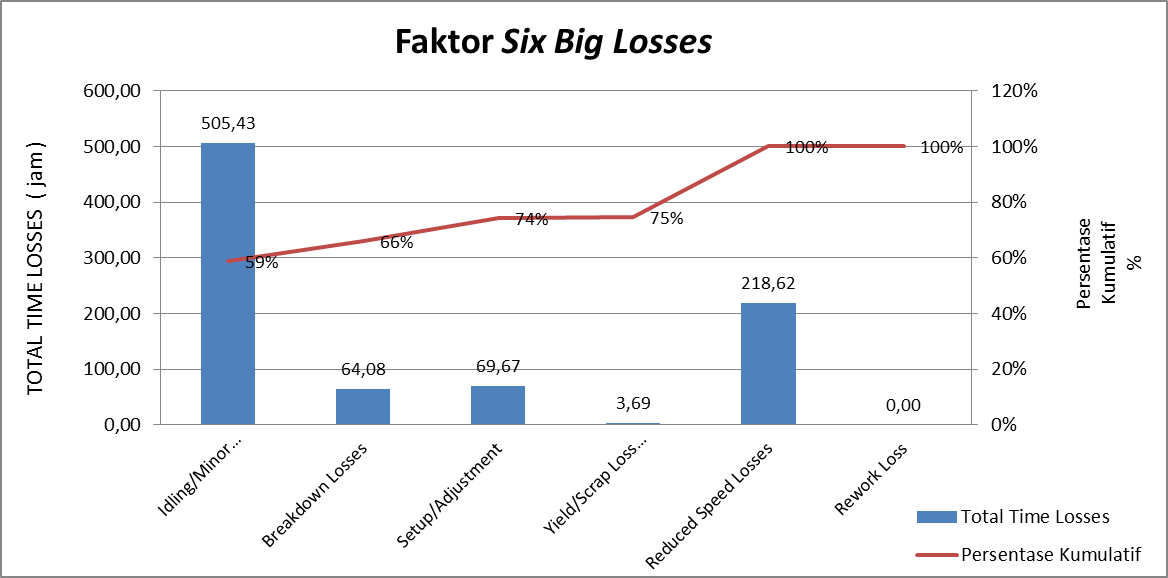 Faktor Six Big Losses
TOTAL TIME LOSSES ( jam )
600,00
500,00
400,00
300,00
200,00
100,00
0,00
505,43
64,08
69,67
3,69
218,62
0,00
59%
66%
74%
75%
100%
100%
120%
100%
80%
60%
40%
20%
0%
Persentase
Kumulatif
%
Idling/Minor...
Breakdown Losses
Setup/Adjustment
Yield/Scrap Loss...
Reduced Speed Losses
Rework Loss
Total Time Losses
Persentase Kumulatif